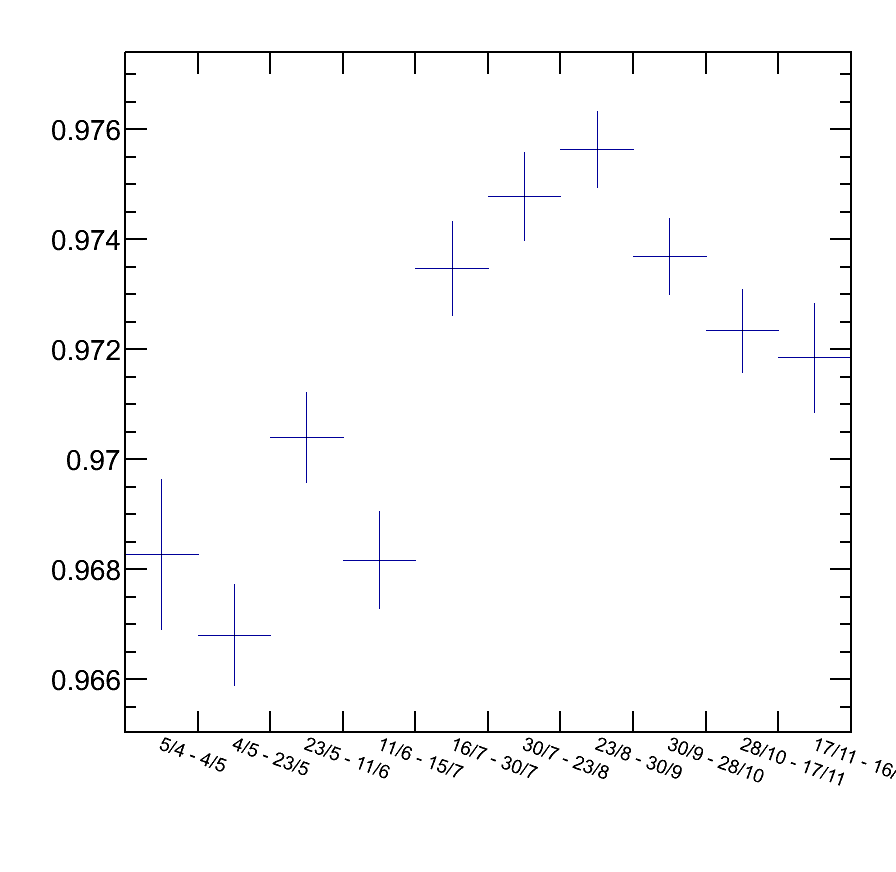 0.976
0.974
0.972
0.97
0.968
0.966
5/4 - 4/5
4/5 - 23/5
23/5 - 11/6
11/6 - 15/7
16/7 - 30/7
30/7 - 23/8
23/8 - 30/9
30/9 - 28/10
28/10 - 17/11
17/11 - 16/